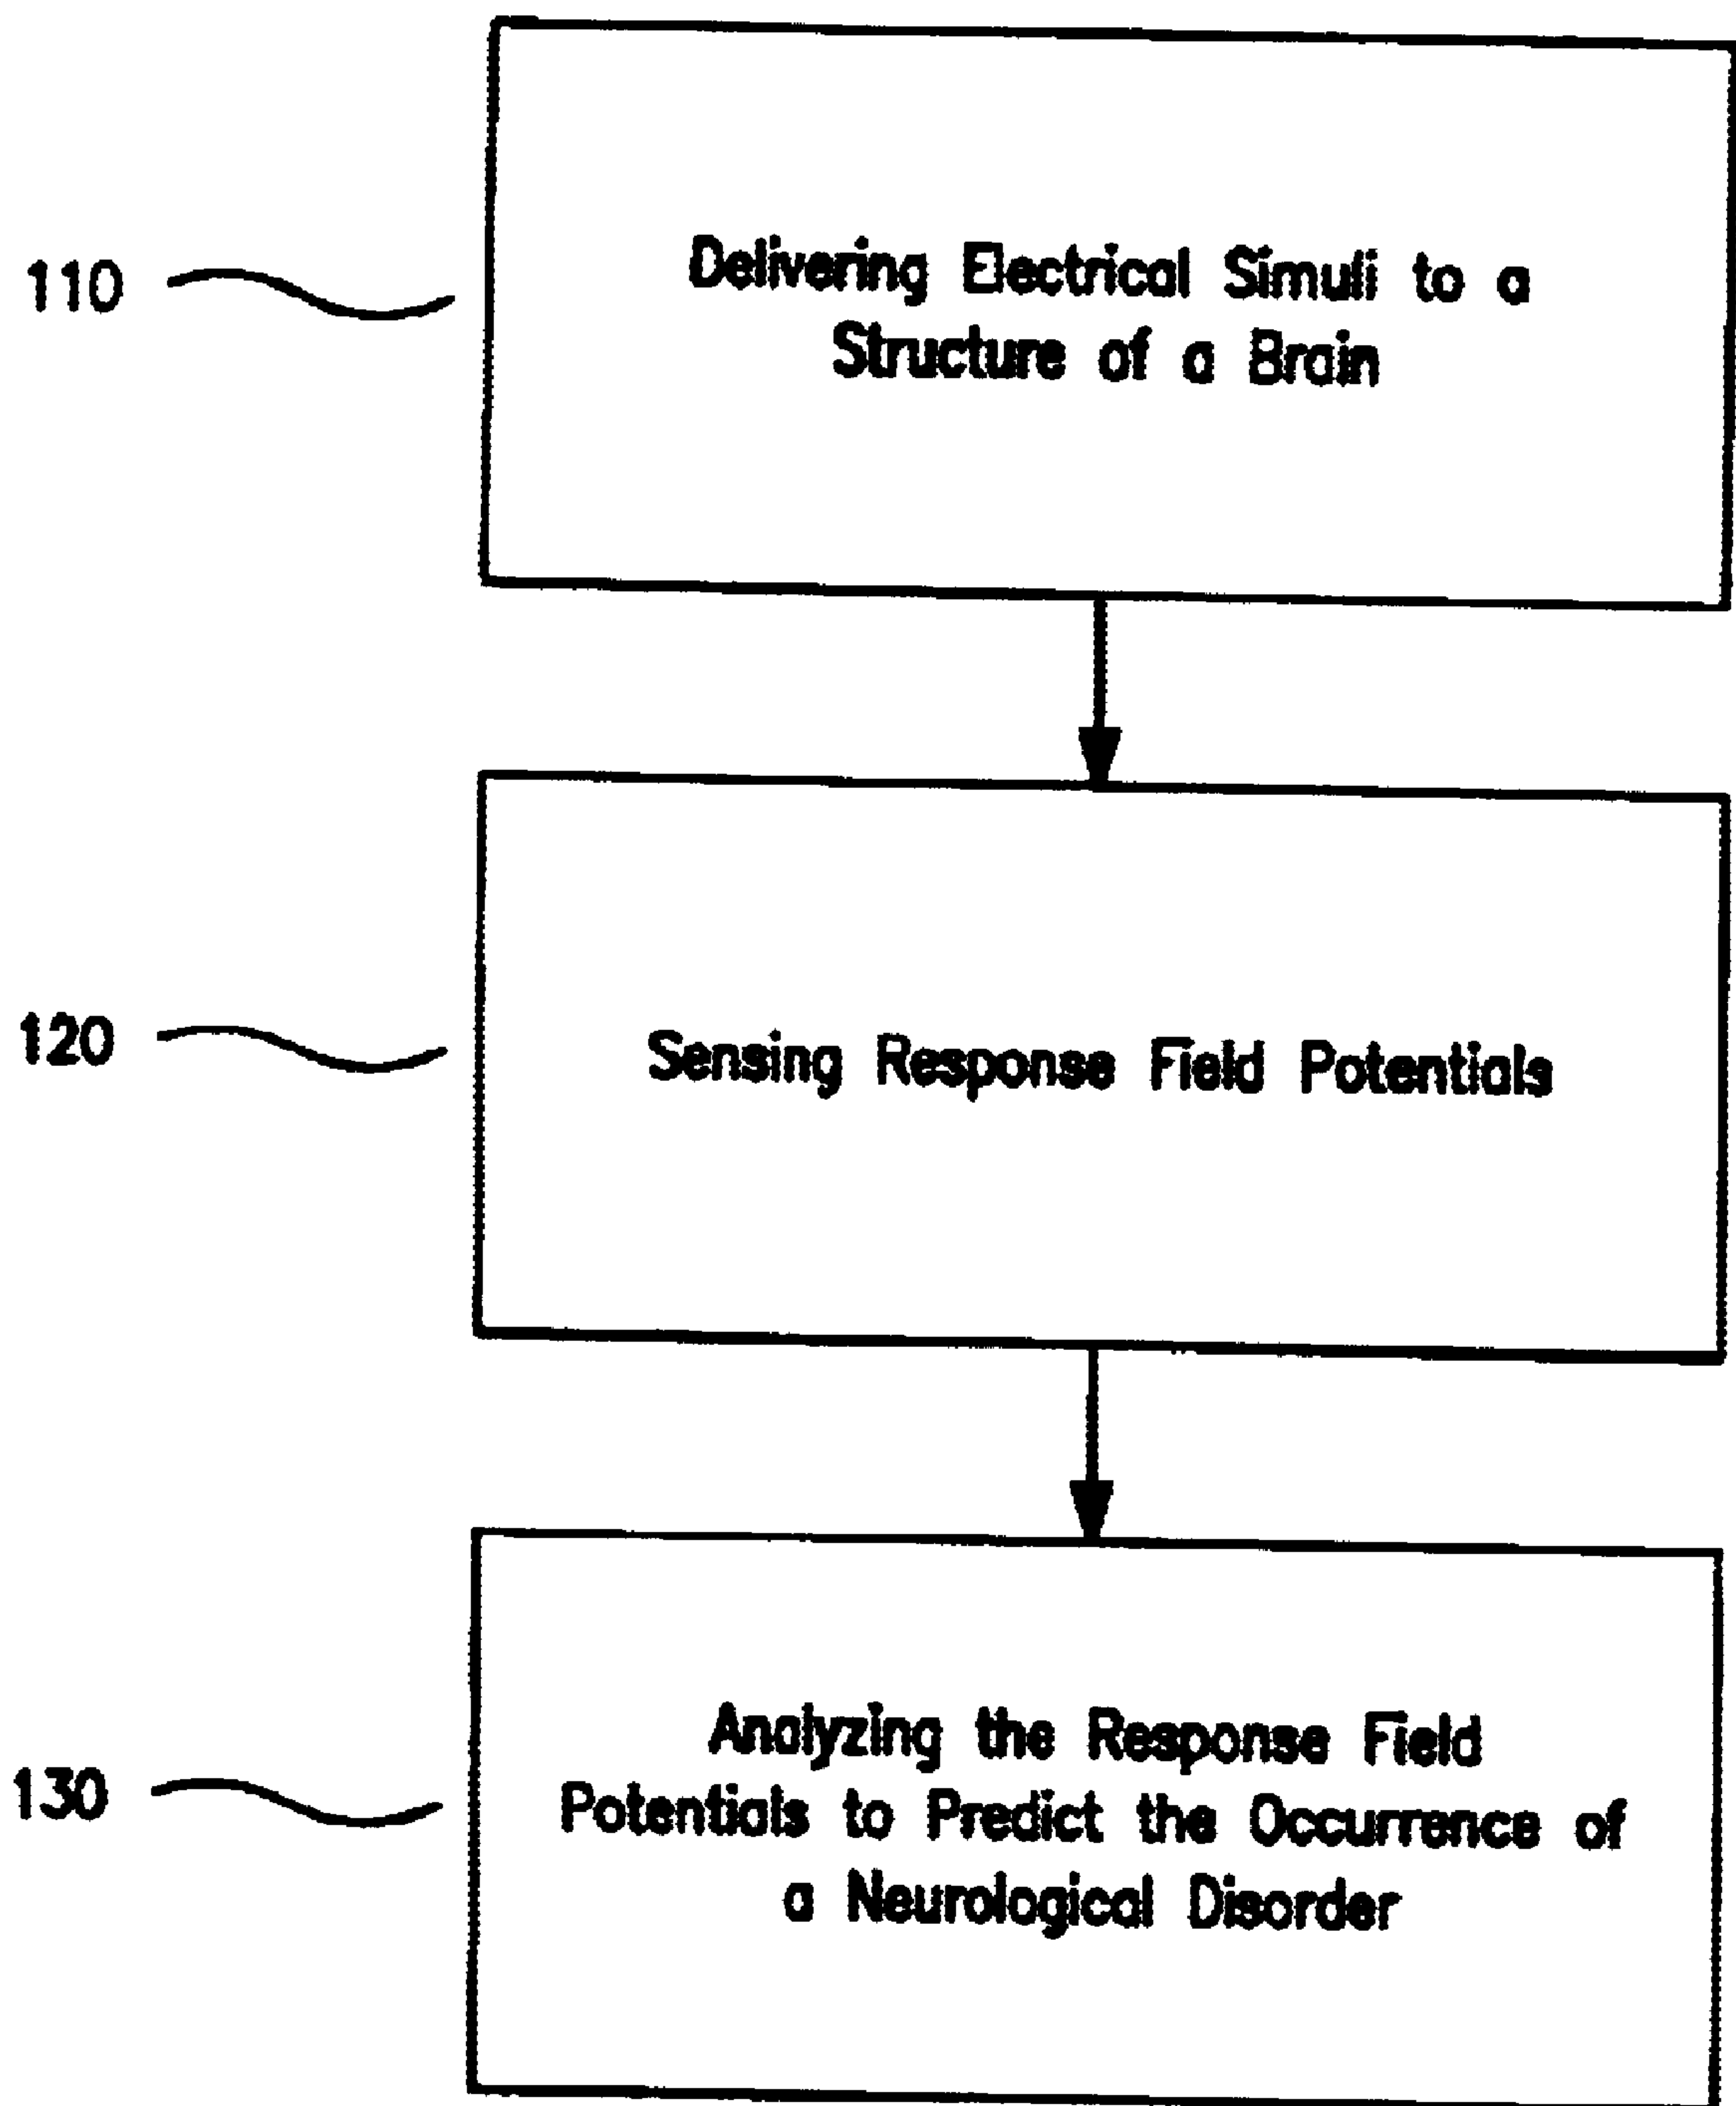 110
Delivering Electrical Simuli to a
Structure of a Brain
120
Sensing Response Field Potentials
130
Analyzing the Response Field
Potentials to Predict the Occurrence of
a Neurological Disorder